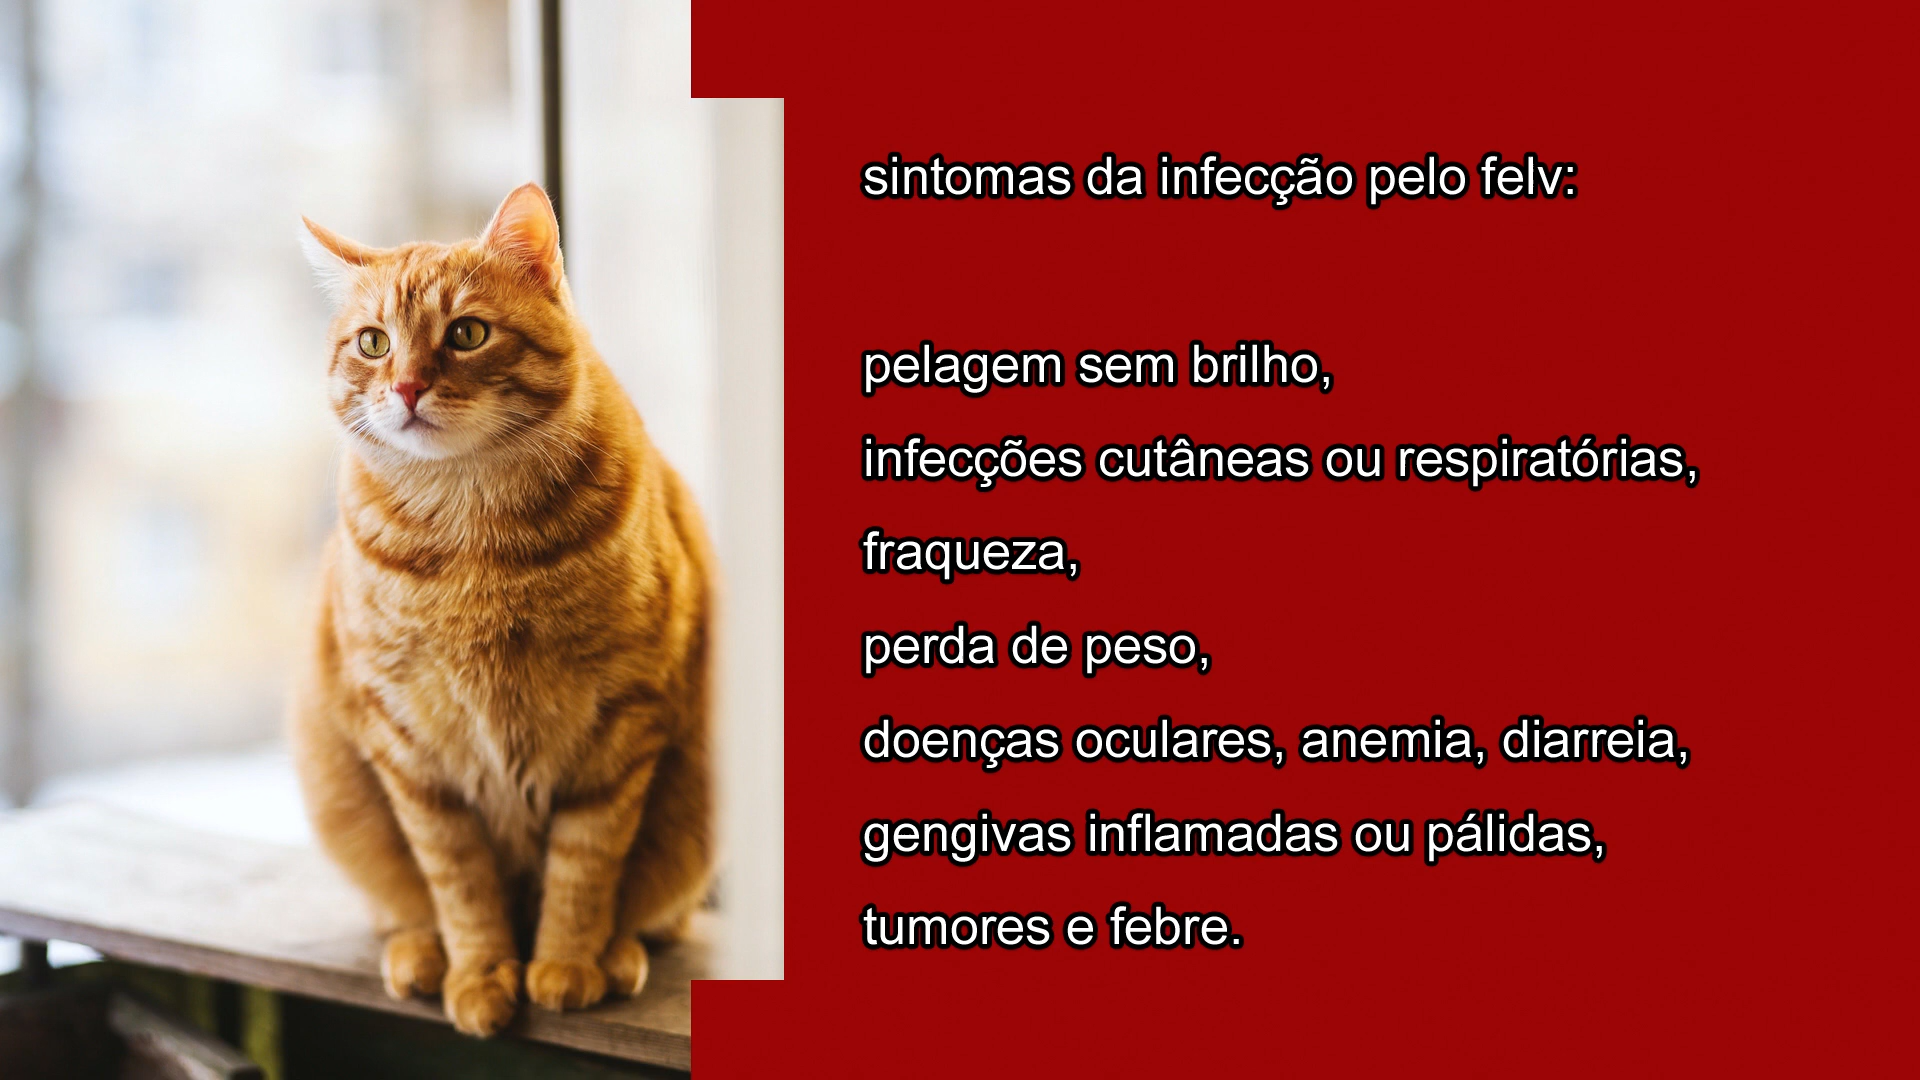 sintomas da infecção pelo felv:
pelagem sem brilho,
infecções cutâneas ou respiratórias,
fraqueza,
perda de peso,
doenças oculares, anemia, diarreia,
gengivas inflamadas ou pálidas,
tumores e febre.